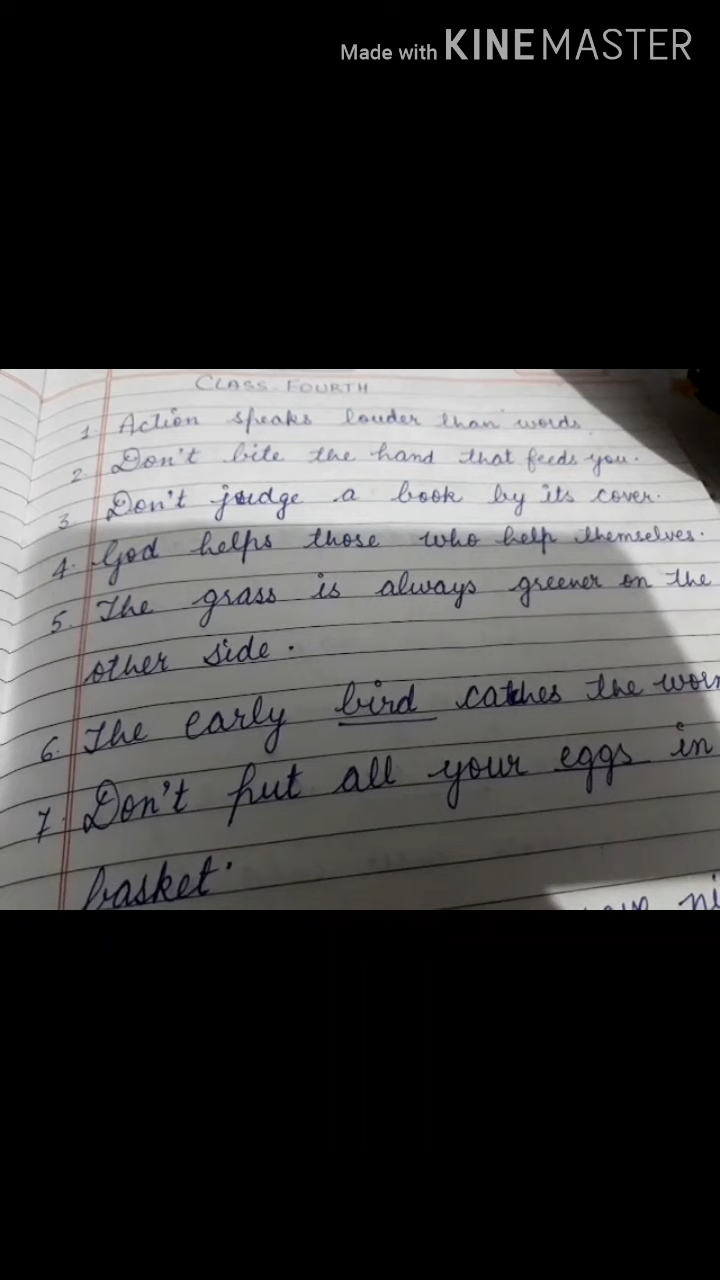 Made with KINEMASTER
CLASS FOURTH
1. Action speaks louder than words.
2. Don't bite the hand that feeds you.
3. Don't judge a book by its cover.
4. God helps those who help themselves.
5. The grass is always greener on the
other side.
6. The early bird catches the
7. Don't put all your eggs in
basket.